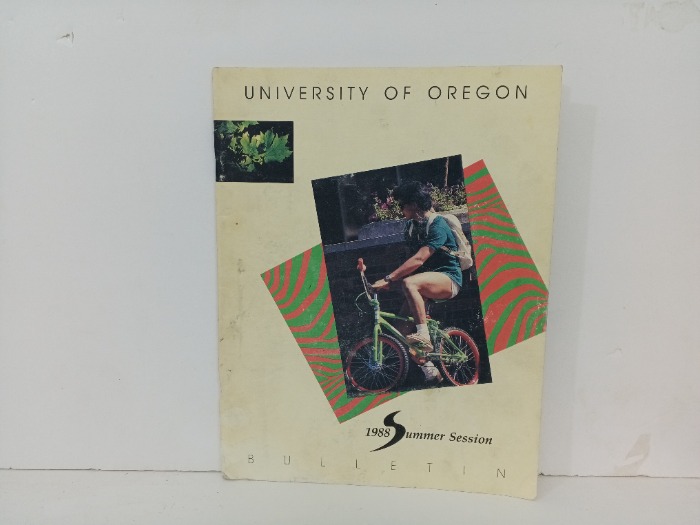 UNIVERSITY OF OREGON
1988 Summer Session
BULLETIN